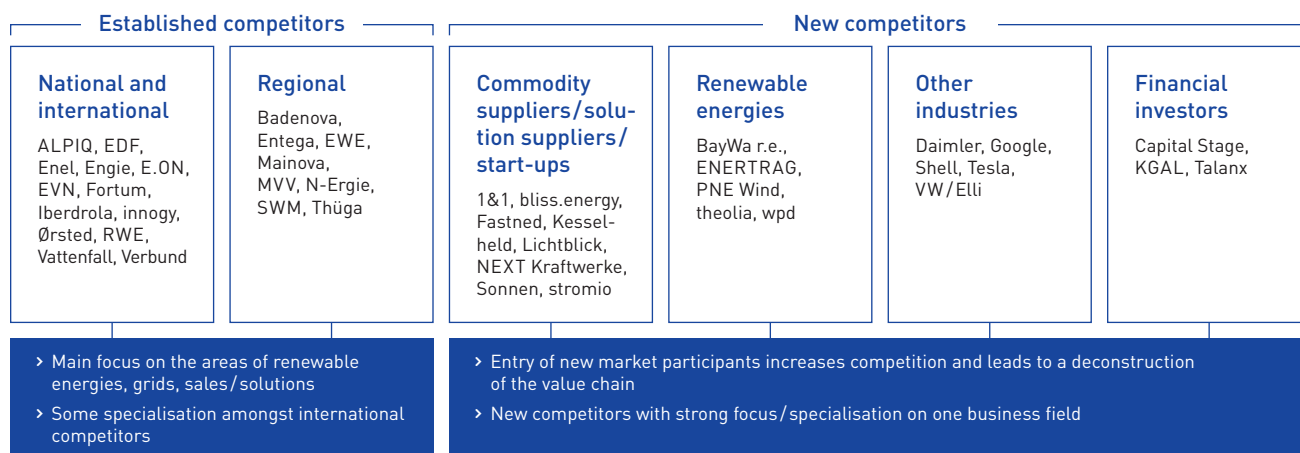 Established competitors
New competitors
National and
international
ALPIQ, EDF,
Enel, Engie, E.ON,
EVN, Fortum,
Iberdrola, innogy,
Ørsted, RWE,
Vattenfall, Verbund
Regional
Badenova,
Entega, EWE,
Mainova,
MVV, N-Ergie,
SWM, Thüga
Commodity
suppliers/solu-
tion suppliers/
start-ups
1&1, bliss.energy,
Fastned, Kessel-
held, Lichtblick,
NEXT Kraftwerke,
Sonnen, stromio
Renewable
energies
BayWa r.e.,
ENERTRAG,
PNE Wind,
theolia, wpd
Other
industries
Daimler, Google,
Shell, Tesla,
VW/Elli
Financial
investors
Capital Stage,
KGAL, Talanx
› Main focus on the areas of renewable
energies, grids, sales/solutions
› Some specialisation amongst international
competitors
› Entry of new market participants increases competition and leads to a deconstruction
of the value chain
› New competitors with strong focus/specialisation on one business field